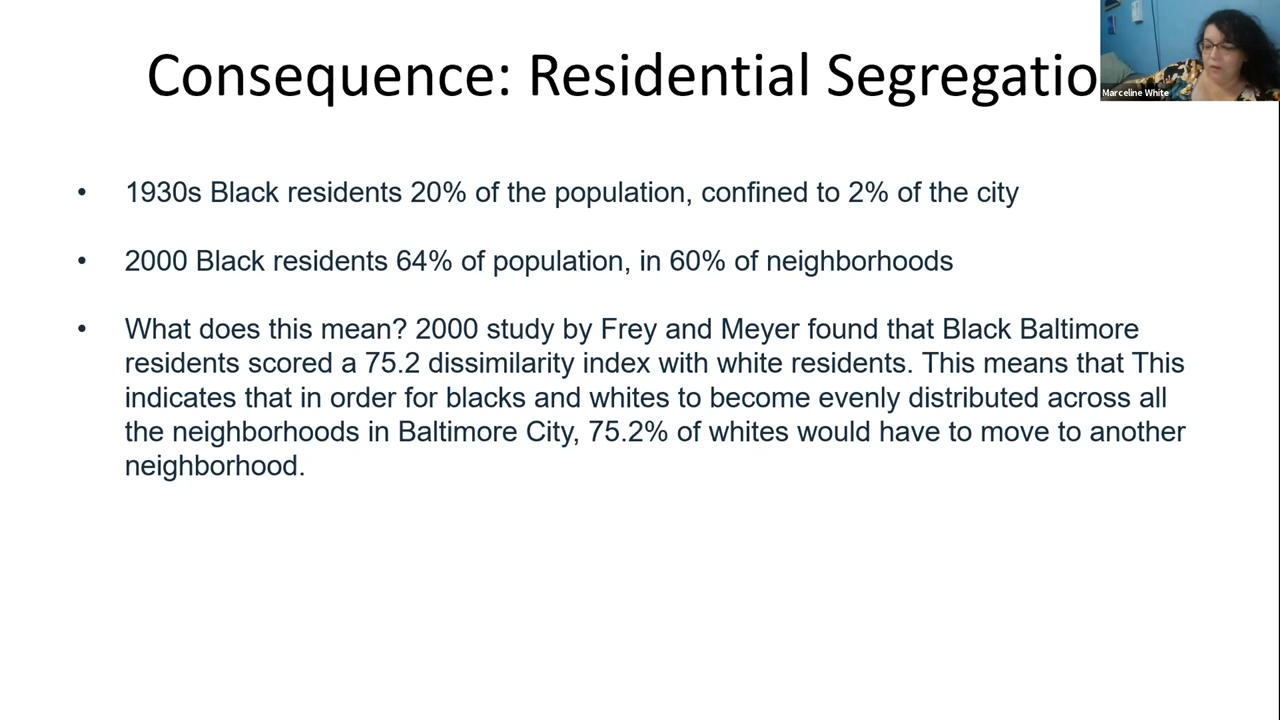 Consequence: Residential Segregatio
Marceline White
• 1930s Black residents 20% of the population, confined to 2% of the city
• 2000 Black residents 64% of population, in 60% of neighborhoods
• What does this mean? 2000 study by Frey and Meyer found that Black Baltimore
residents scored a 75.2 dissimilarity index with white residents. This means that This
indicates that in order for blacks and whites to become evenly distributed across all
the neighborhoods in Baltimore City, 75.2% of whites would have to move to another
neighborhood.